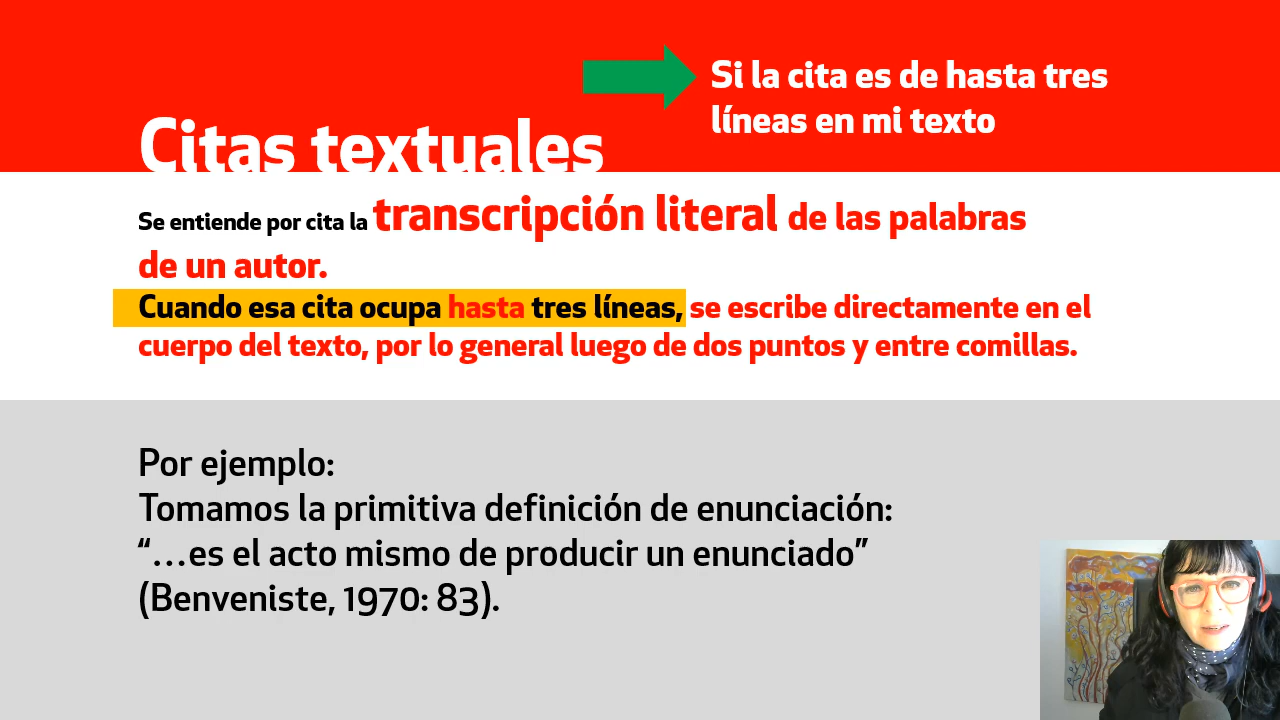 Si la cita es de hasta tres
líneas en mi texto
Citas textuales
Se entiende por cita la transcripción literal de las palabras
de un autor.
Cuando esa cita ocupa hasta tres líneas, se escribe directamente en el
cuerpo del texto, por lo general luego de dos puntos y entre comillas.
Por ejemplo:
Tomamos la primitiva definición de enunciación:
“…es el acto mismo de producir un enunciado”
(Benveniste, 1970: 83).